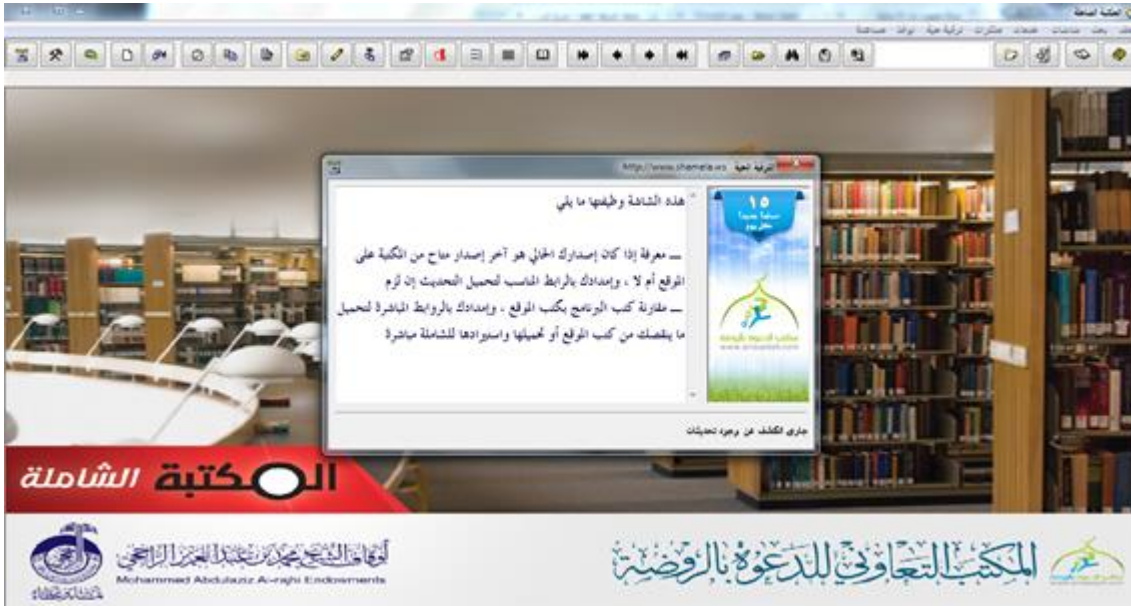 المكتبة الشاملة
http://www.shamela.ws الترقية الحية
هذه الشاشة وظيفتها ما يلي
ـــ معرفة إذا كان إصدارك الحالي هو آخر إصدار متاح من المكتبة على
الموقع أم لا ، وإمدادك بالرابط المناسب لتحميل التحديث إن لزم
ـــ مقارنة كتب البرنامج بكتب الموقع ، وإمدادك بالروابط المباشرة لتحميل
ما ينقصك من كتب الموقع أو تحميلها واستيرادها للشاملة مباشرة
١٥
جاري الكشف عن وجود تحديثات
المكتبة الشاملة
أوقاف الشيخ محمد بن عبدالعزيز الراجحي
Mohammed Abdulaziz Al-rajhi Endowments
المكتب التعاوني للدعوة بالروضة